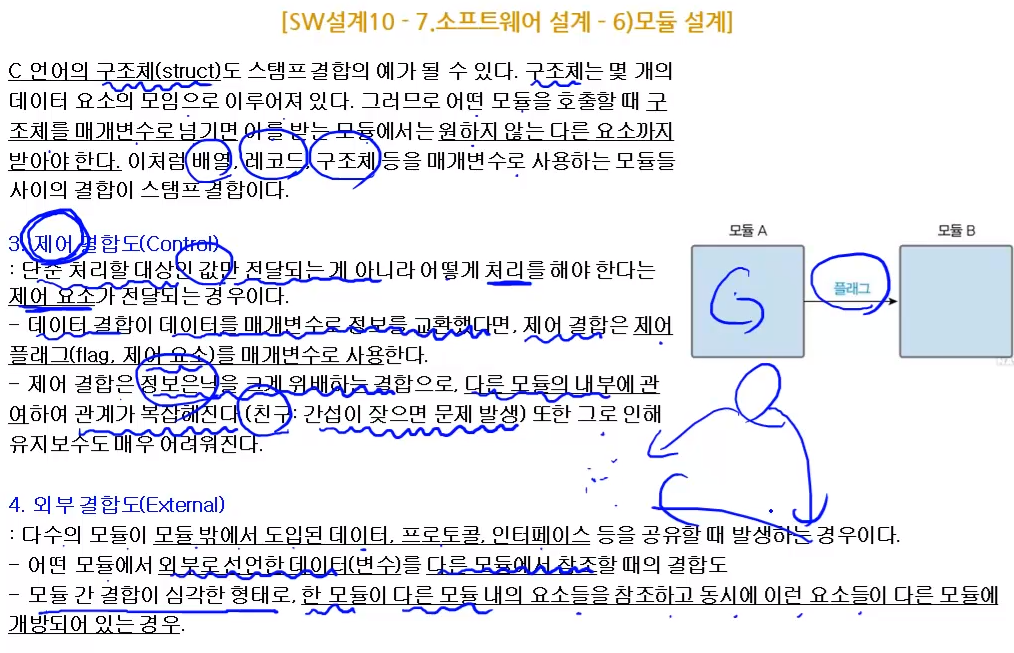 [SW설계10 - 7.소프트웨어 설계 - 6)모듈 설계]
C 언어의 구조체(struct)도 스탬프 결합의 예가 될 수 있다. 구조체는 몇 개의
데이터 요소의 모임으로 이루어져 있다. 그러므로 어떤 모듈을 호출할 때 구
조체를 매개변수로 넘기면 이를 받는 모듈에서는 원하지 않는 다른 요소까지
받아야 한다. 이처럼 배열, 레코드, 구조체 등을 매개변수로 사용하는 모듈들
사이의 결합이 스탬프 결합이다.
3. 제어 결합도(Control)
: 단순 처리할 대상인 값만 전달되는 게 아니라 어떻게 처리를 해야 한다는
제어 요소가 전달되는 경우이다.
- 데이터 결합이 데이터를 매개변수로 정보를 교환했다면, 제어 결합은 제어
플래그(flag, 제어 요소)를 매개변수로 사용한다.
- 제어 결합은 정보은닉을 크게 위배하는 결합으로, 다른 모듈의 내부에 관
여하여 관계가 복잡해진다 (친구: 간섭이 잦으면 문제 발생) 또한 그로 인해
유지보수도 매우 어려워진다.
모듈 A
모듈 B
플래그
4. 외부 결합도(External)
: 다수의 모듈이 모듈 밖에서 도입된 데이터, 프로토콜, 인터페이스 등을 공유할 때 발생하는 경우이다.
- 어떤 모듈에서 외부로 선언한 데이터(변수)를 다른 모듈에서 참조할 때의 결합도
- 모듈 간 결합이 심각한 형태로, 한 모듈이 다른 모듈 내의 요소들을 참조하고 동시에 이런 요소들이 다른 모듈에
개방되어 있는 경우.